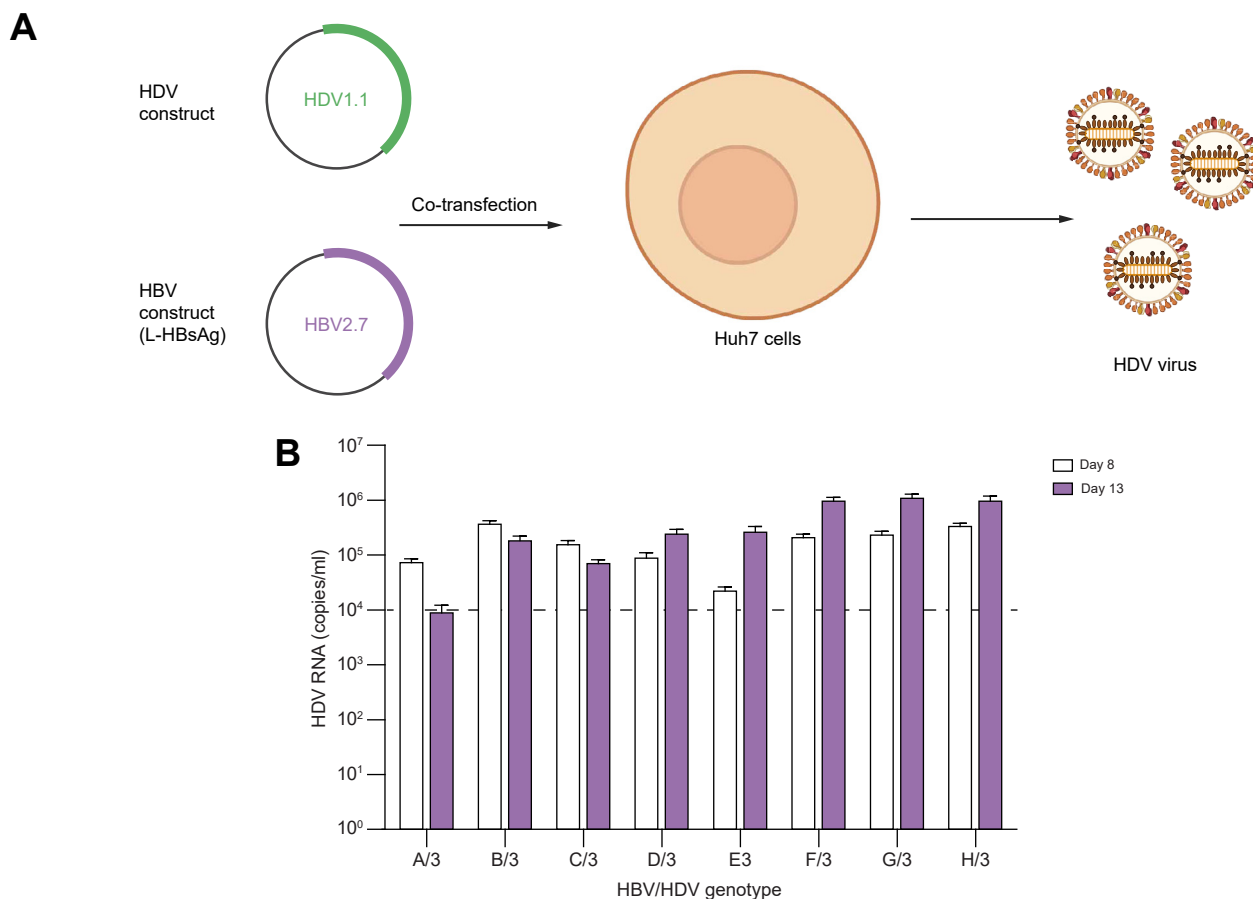 A
HDV
construct
HDV1.1
Co-transfection
HBV
construct
(L-HBsAg)
HBV2.7
Huh7 cells
HDV virus
B
HDV RNA (copies/ml)
10⁷
10⁶
10⁵
10⁴
10³
10²
10¹
10⁰
Day 8
Day 13
A/3 B/3 C/3 D/3 E3 F/3 G/3 H/3
HBV/HDV genotype